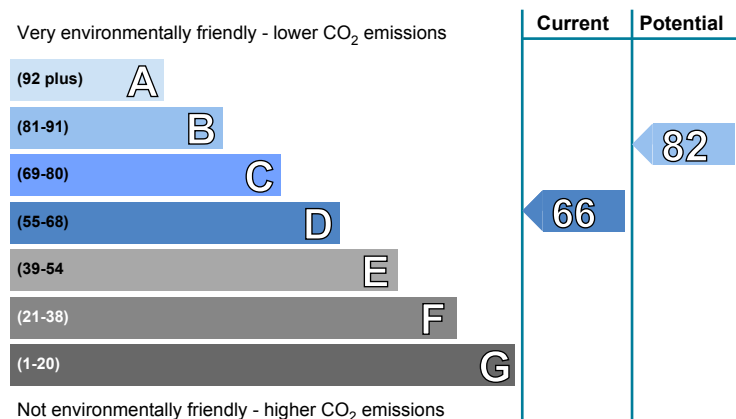 Very environmentally friendly - lower CO₂ emissions
Current
Potential
(92 plus) A
(81-91) B
(69-80) C
(55-68) D
(39-54 E
(21-38) F
(1-20) G
82
66
Not environmentally friendly - higher CO₂ emissions